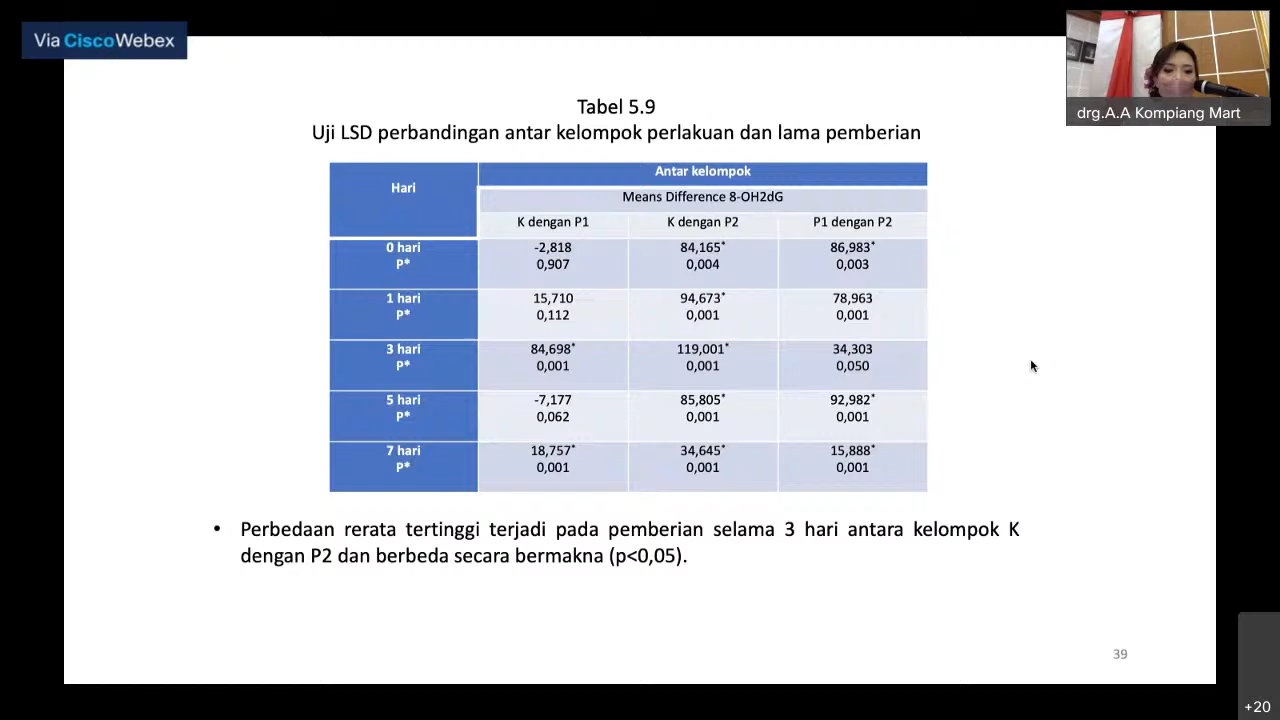 Via CiscoWebex
drg.A.A Kompiang Mart
Tabel 5.9
Uji LSD perbandingan antar kelompok perlakuan dan lama pemberian
Hari
Antar kelompok
Means Difference 8-OH2dG
K dengan P1 K dengan P2 P1 dengan P2
0 hari -2,818 84,165* 86,983*
P* 0,907 0,004 0,003
1 hari 15,710 94,673* 78,963
P* 0,112 0,001 0,001
3 hari 84,698* 119,001* 34,303
P* 0,001 0,001 0,050
5 hari -7,177 85,805* 92,982*
P* 0,062 0,001 0,001
7 hari 18,757* 34,645* 15,888*
P* 0,001 0,001 0,001
• Perbedaan rerata tertinggi terjadi pada pemberian selama 3 hari antara kelompok K
dengan P2 dan berbeda secara bermakna (p<0,05).
39
+20